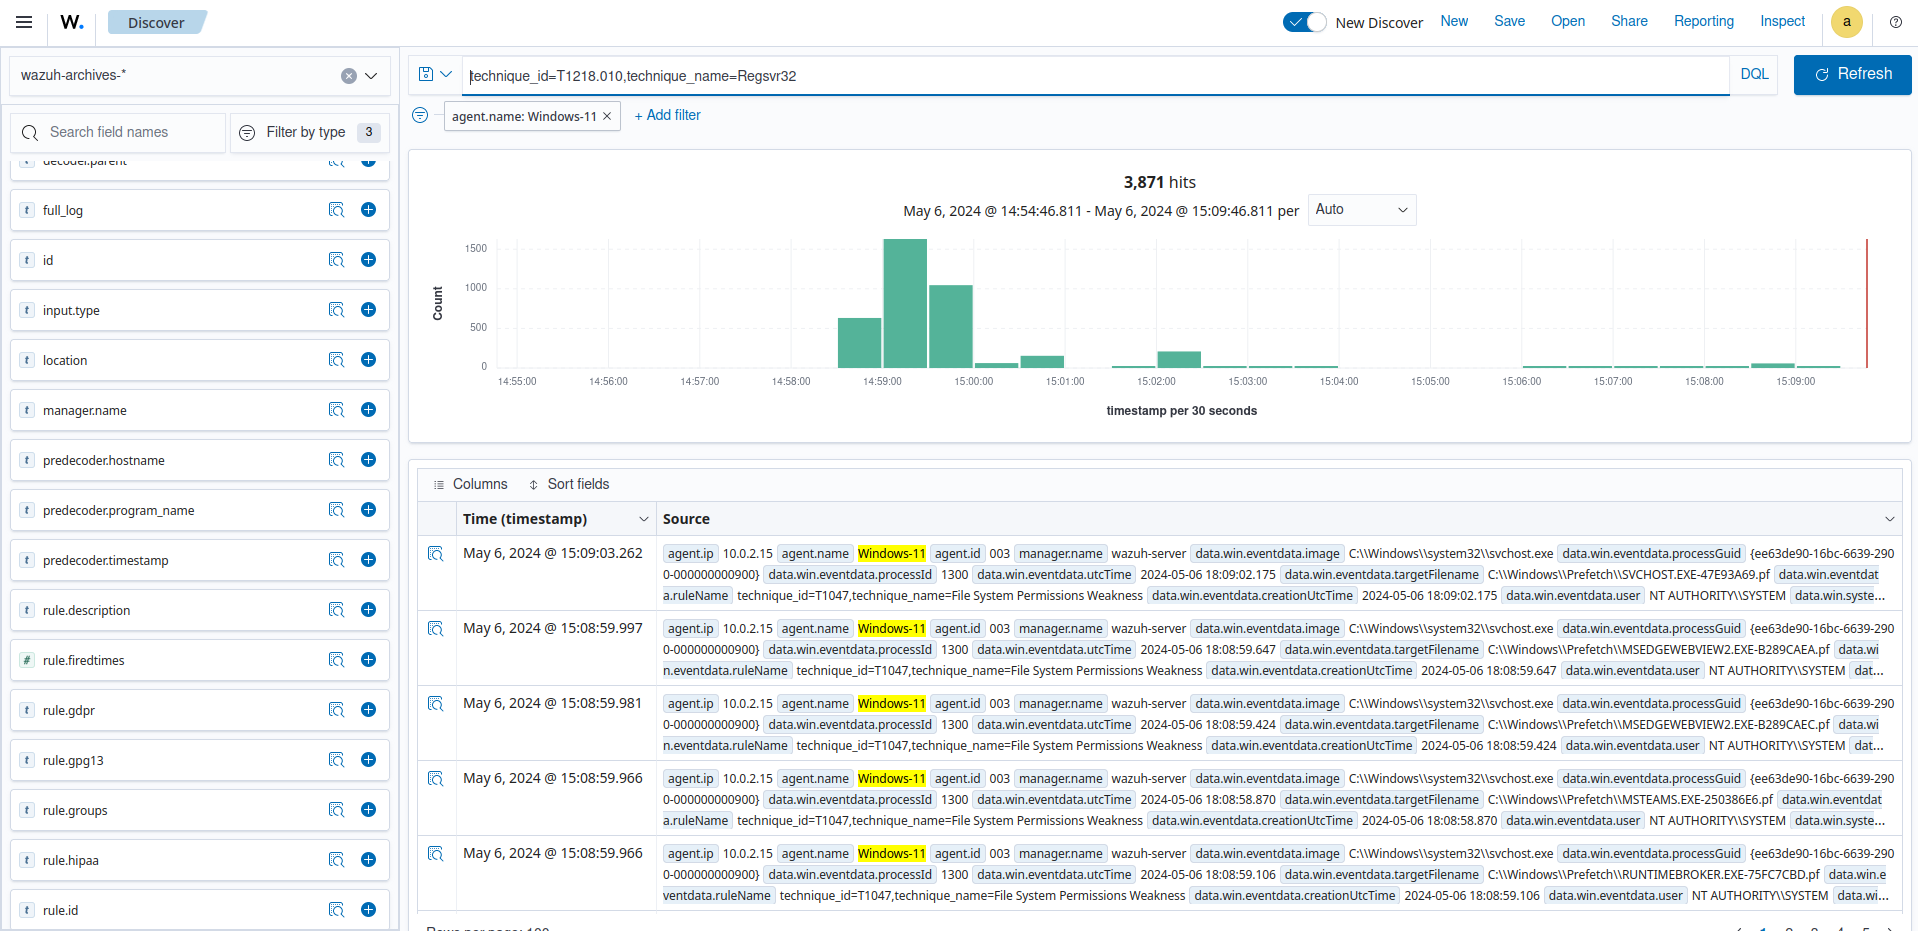 W. Discover New Discover New Save Open Share Reporting Inspect a
wazuh-archives-*
technique_id=T1218.010,technique_name=Regsvr32 DQL Refresh
agent.name: Windows-11 × + Add filter
Search field names Filter by type 3
decoder.parent
t full_log
t id
t input.type
t location
t manager.name
t predecoder.hostname
t predecoder.program_name
t predecoder.timestamp
t rule.description
# rule.firedtimes
t rule.gdpr
t rule.gpg13
t rule.groups
t rule.hipaa
t rule.id
3,871 hits
May 6, 2024 @ 14:54:46.811 - May 6, 2024 @ 15:09:46.811 per Auto
Count
1500
1000
500
0
14:55:00 14:56:00 14:57:00 14:58:00 14:59:00 15:00:00 15:01:00 15:02:00 15:03:00 15:04:00 15:05:00 15:06:00 15:07:00 15:08:00 15:09:00
timestamp per 30 seconds
Columns Sort fields
Time (timestamp) Source
May 6, 2024 @ 15:09:03.262 agent.ip 10.0.2.15 agent.name Windows-11 agent.id 003 manager.name wazuh-server data.win.eventdata.image C:\\Windows\\system32\\svchost.exe data.win.eventdata.processGuid {ee63de90-16bc-6639-290
0-000000000900} data.win.eventdata.processId 1300 data.win.eventdata.utcTime 2024-05-06 18:09:02.175 data.win.eventdata.targetFilename C:\\Windows\\Prefetch\\SVCHOST.EXE-47E93A69.pf data.win.eventdat
a.ruleName technique_id=T1047,technique_name=File System Permissions Weakness data.win.eventdata.creationUtcTime 2024-05-06 18:09:02.175 data.win.eventdata.user NT AUTHORITY\\SYSTEM data.win.syste...
May 6, 2024 @ 15:08:59.997 agent.ip 10.0.2.15 agent.name Windows-11 agent.id 003 manager.name wazuh-server data.win.eventdata.image C:\\Windows\\system32\\svchost.exe data.win.eventdata.processGuid {ee63de90-16bc-6639-290
0-000000000900} data.win.eventdata.processId 1300 data.win.eventdata.utcTime 2024-05-06 18:08:59.647 data.win.eventdata.targetFilename C:\\Windows\\Prefetch\\MSEDGEWEBVIEW2.EXE-B289CAEA.pf data.wi
n.eventdata.ruleName technique_id=T1047,technique_name=File System Permissions Weakness data.win.eventdata.creationUtcTime 2024-05-06 18:08:59.647 data.win.eventdata.user NT AUTHORITY\\SYSTEM dat...
May 6, 2024 @ 15:08:59.981 agent.ip 10.0.2.15 agent.name Windows-11 agent.id 003 manager.name wazuh-server data.win.eventdata.image C:\\Windows\\system32\\svchost.exe data.win.eventdata.processGuid {ee63de90-16bc-6639-290
0-000000000900} data.win.eventdata.processId 1300 data.win.eventdata.utcTime 2024-05-06 18:08:59.424 data.win.eventdata.targetFilename C:\\Windows\\Prefetch\\MSEDGEWEBVIEW2.EXE-B289CAEC.pf data.wi
n.eventdata.ruleName technique_id=T1047,technique_name=File System Permissions Weakness data.win.eventdata.creationUtcTime 2024-05-06 18:08:59.424 data.win.eventdata.user NT AUTHORITY\\SYSTEM dat...
May 6, 2024 @ 15:08:59.966 agent.ip 10.0.2.15 agent.name Windows-11 agent.id 003 manager.name wazuh-server data.win.eventdata.image C:\\Windows\\system32\\svchost.exe data.win.eventdata.processGuid {ee63de90-16bc-6639-290
0-000000000900} data.win.eventdata.processId 1300 data.win.eventdata.utcTime 2024-05-06 18:08:58.870 data.win.eventdata.targetFilename C:\\Windows\\Prefetch\\MSTEAMS.EXE-250386E6.pf data.win.eventdat
a.ruleName technique_id=T1047,technique_name=File System Permissions Weakness data.win.eventdata.creationUtcTime 2024-05-06 18:08:58.870 data.win.eventdata.user NT AUTHORITY\\SYSTEM data.win.syste...
May 6, 2024 @ 15:08:59.966 agent.ip 10.0.2.15 agent.name Windows-11 agent.id 003 manager.name wazuh-server data.win.eventdata.image C:\\Windows\\system32\\svchost.exe data.win.eventdata.processGuid {ee63de90-16bc-6639-290
0-000000000900} data.win.eventdata.processId 1300 data.win.eventdata.utcTime 2024-05-06 18:08:59.106 data.win.eventdata.targetFilename C:\\Windows\\Prefetch\\RUNTIMEBROKER.EXE-75FC7CBD.pf data.win.e
ventdata.ruleName technique_id=T1047,technique_name=File System Permissions Weakness data.win.eventdata.creationUtcTime 2024-05-06 18:08:59.106 data.win.eventdata.user NT AUTHORITY\\SYSTEM data.wi...
Rows per page: 100